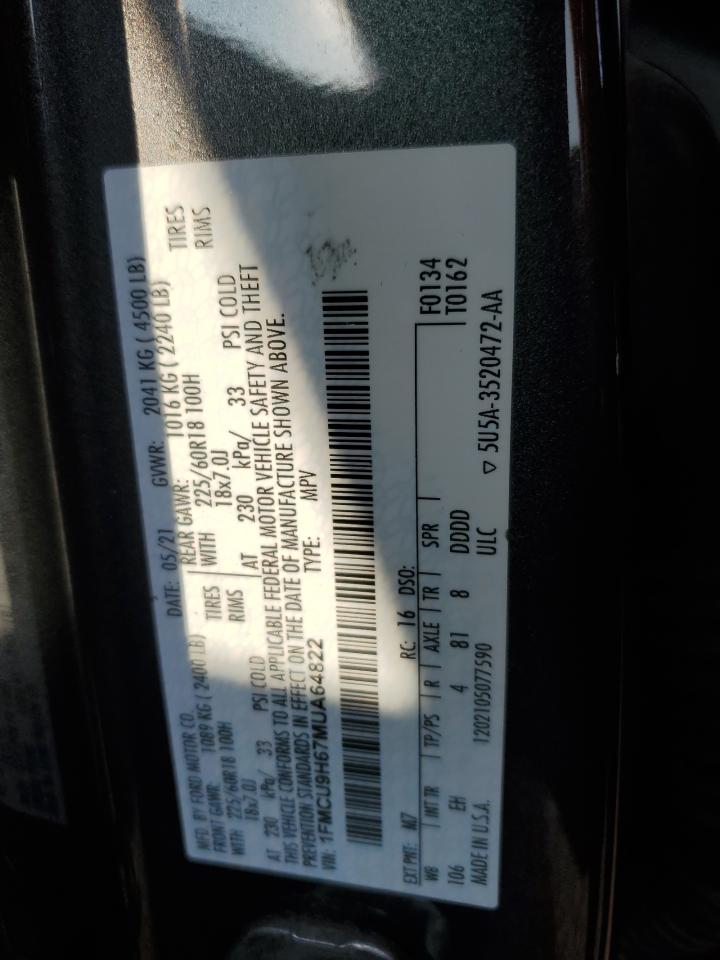 MFD. BY FORD MOTOR CO. DATE: 05/21 GVWR: 2041 KG ( 4500 LB)
FRONT GAWR: 1089 KG ( 2400 LB) REAR GAWR: 1016 KG ( 2240 LB)
WITH 225/60R18 100H TIRES WITH 225/60R18 100H TIRES
18x7.0J RIMS 18x7.0J RIMS
AT 230 kPa/ 33 PSI COLD AT 230 kPa/ 33 PSI COLD
THIS VEHICLE CONFORMS TO ALL APPLICABLE FEDERAL MOTOR VEHICLE SAFETY AND THEFT
PREVENTION STANDARDS IN EFFECT ON THE DATE OF MANUFACTURE SHOWN ABOVE.
VIN: 1FMCU9H67MUA64822 TYPE: MPV
EXT PNT: M7 RC: 16 DSO: F0134
WB INT TR TP/PS R AXLE TR SPR T0162
106 EH 4 81 8 DDDD
MADE IN U.S.A. 1202105077590 ULC ▽ 5U5A-3520472-AA